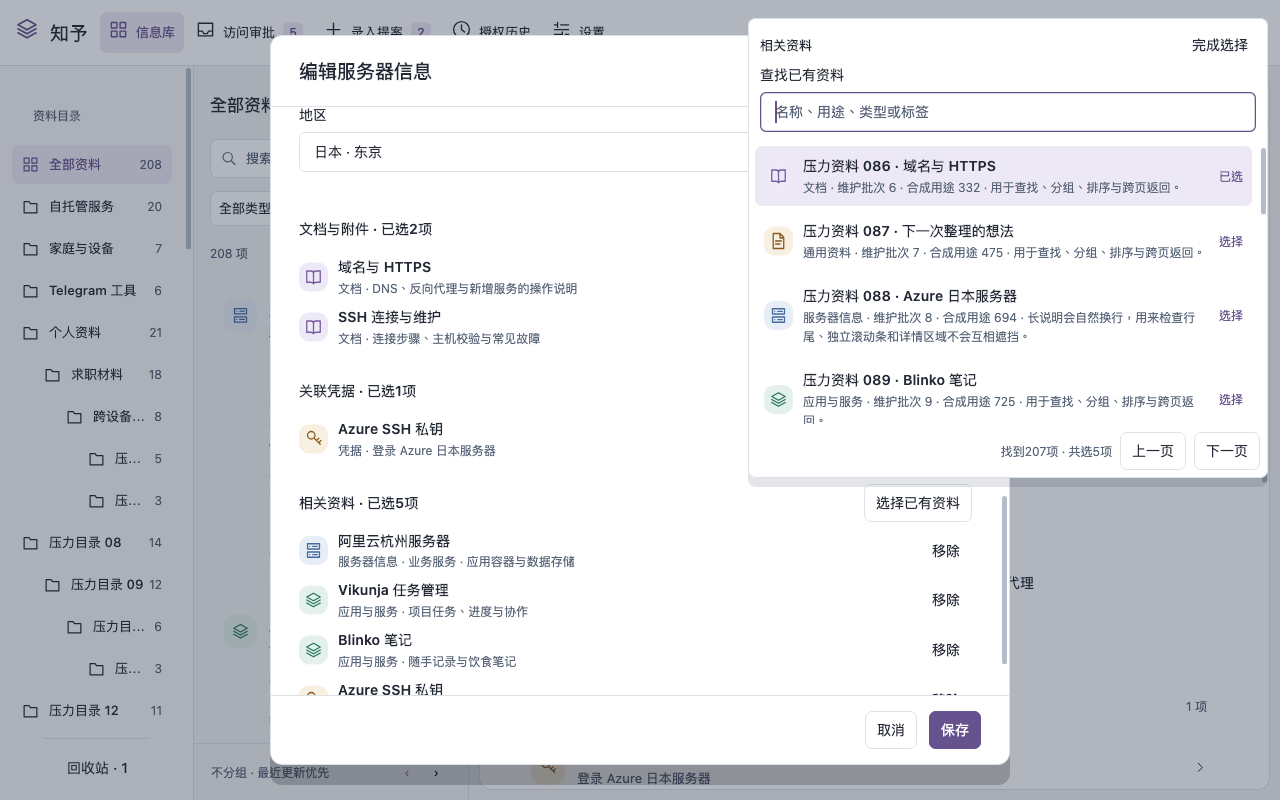 知予
信息库
访问审批 5
录入提案 2
授权历史
设置
资料目录
全部资料 208
自托管服务 20
家庭与设备 7
Telegram 工具 6
个人资料 21
求职材料 18
跨设备... 8
压... 5
压... 3
压力目录 08 14
压力目录 09 12
压力目... 6
压... 3
压力目录 12 11
回收站 · 1
全部资料
搜索
全部类型
208 项
不分组 · 最近更新优先
‹ ›
编辑服务器信息
地区
日本 · 东京
文档与附件 · 已选2项
域名与 HTTPS
文档 · DNS、反向代理与新增服务的操作说明
SSH 连接与维护
文档 · 连接步骤、主机校验与常见故障
关联凭据 · 已选1项
Azure SSH 私钥
凭据 · 登录 Azure 日本服务器
相关资料 · 已选5项
选择已有资料
阿里云杭州服务器
服务器信息 · 业务服务 · 应用容器与数据存储
移除
Vikunja 任务管理
应用与服务 · 项目任务、进度与协作
移除
Blinko 笔记
应用与服务 · 随手记录与饮食笔记
移除
Azure SSH 私钥
取消
保存
相关资料
完成选择
查找已有资料
名称、用途、类型或标签
压力资料 086 · 域名与 HTTPS
文档 · 维护批次 6 · 合成用途 332 · 用于查找、分组、排序与跨页返回。
已选
压力资料 087 · 下一次整理的想法
通用资料 · 维护批次 7 · 合成用途 475 · 用于查找、分组、排序与跨页返回。
选择
压力资料 088 · Azure 日本服务器
服务器信息 · 维护批次 8 · 合成用途 694 · 长说明会自然换行，用来检查行
尾、独立滚动条和详情区域不会互相遮挡。
选择
压力资料 089 · Blinko 笔记
应用与服务 · 维护批次 9 · 合成用途 725 · 用于查找、分组、排序与跨页返
回。
选择
找到207项 · 共选5项
上一页
下一页
代理
1 项
登录 Azure 日本服务器